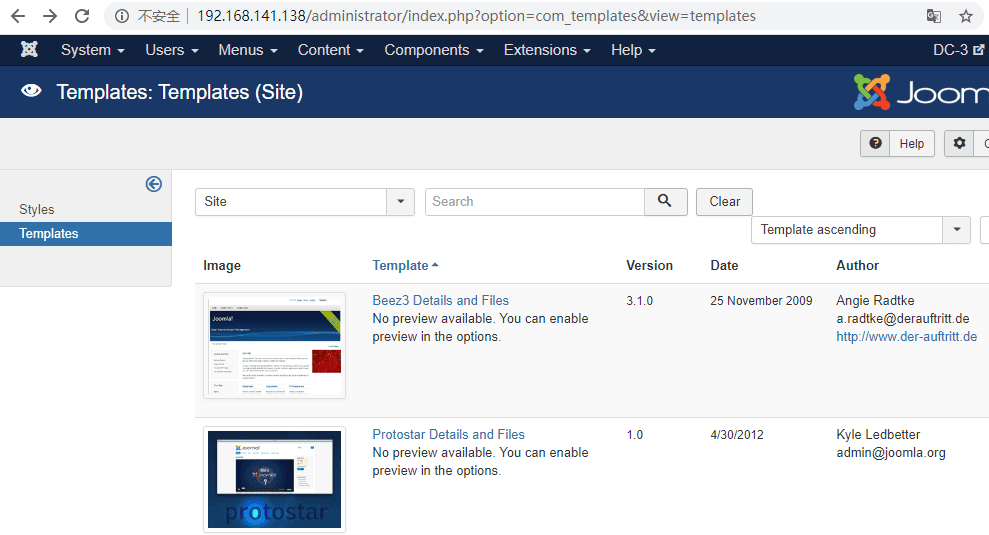 不安全 | 192.168.141.138/administrator/index.php?option=com_templates&view=templates
System Users Menus Content Components Extensions Help DC-3
Templates: Templates (Site)
Joom
Help
Styles
Templates
Site
Search
Clear
Template ascending
Image Template Version Date Author
Joomla!
Beez3 Details and Files 3.1.0 25 November 2009 Angie Radtke
No preview available. You can enable a.radtke@derauftritt.de
preview in the options. http://www.der-auftritt.de
Joomla!
protostar
Protostar Details and Files 1.0 4/30/2012 Kyle Ledbetter
No preview available. You can enable admin@joomla.org
preview in the options.